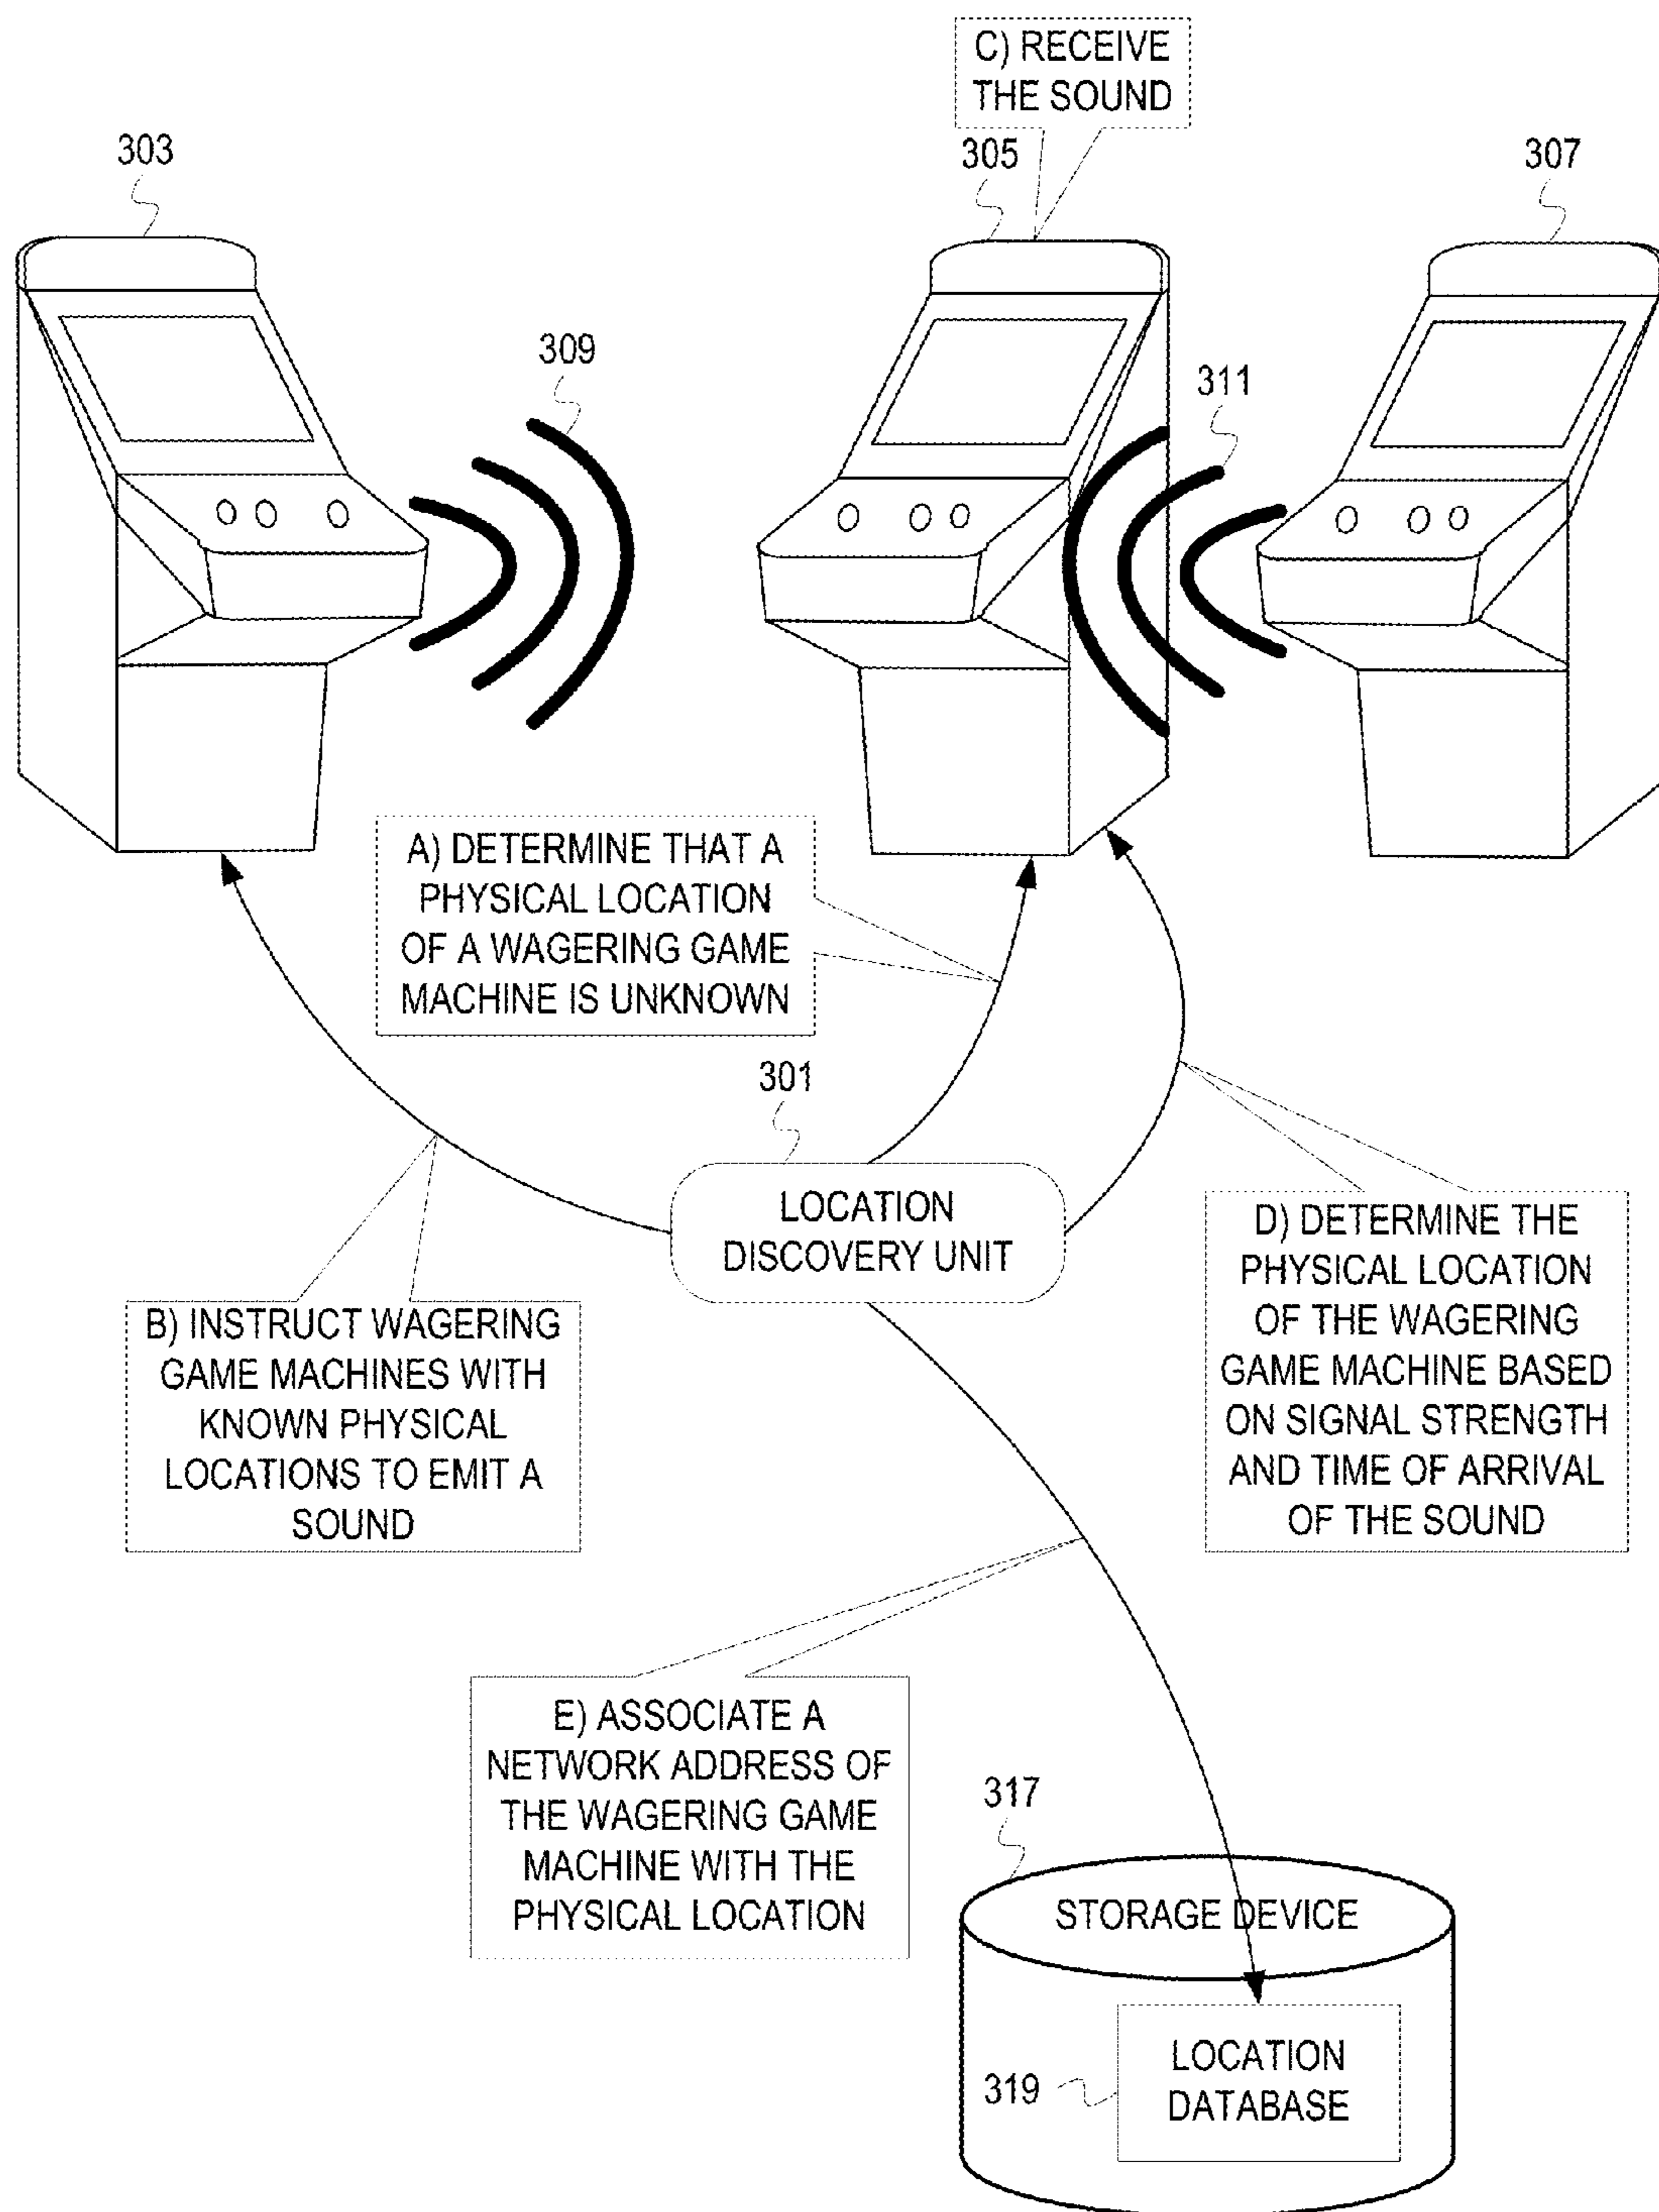 C) RECEIVE
THE SOUND
303
305
307
309
311
A) DETERMINE THAT A
PHYSICAL LOCATION
OF A WAGERING GAME
MACHINE IS UNKNOWN
301
LOCATION
DISCOVERY UNIT
B) INSTRUCT WAGERING
GAME MACHINES WITH
KNOWN PHYSICAL
LOCATIONS TO EMIT A
SOUND
D) DETERMINE THE
PHYSICAL LOCATION
OF THE WAGERING
GAME MACHINE BASED
ON SIGNAL STRENGTH
AND TIME OF ARRIVAL
OF THE SOUND
E) ASSOCIATE A
NETWORK ADDRESS OF
THE WAGERING GAME
MACHINE WITH THE
PHYSICAL LOCATION
317
STORAGE DEVICE
319
LOCATION
DATABASE